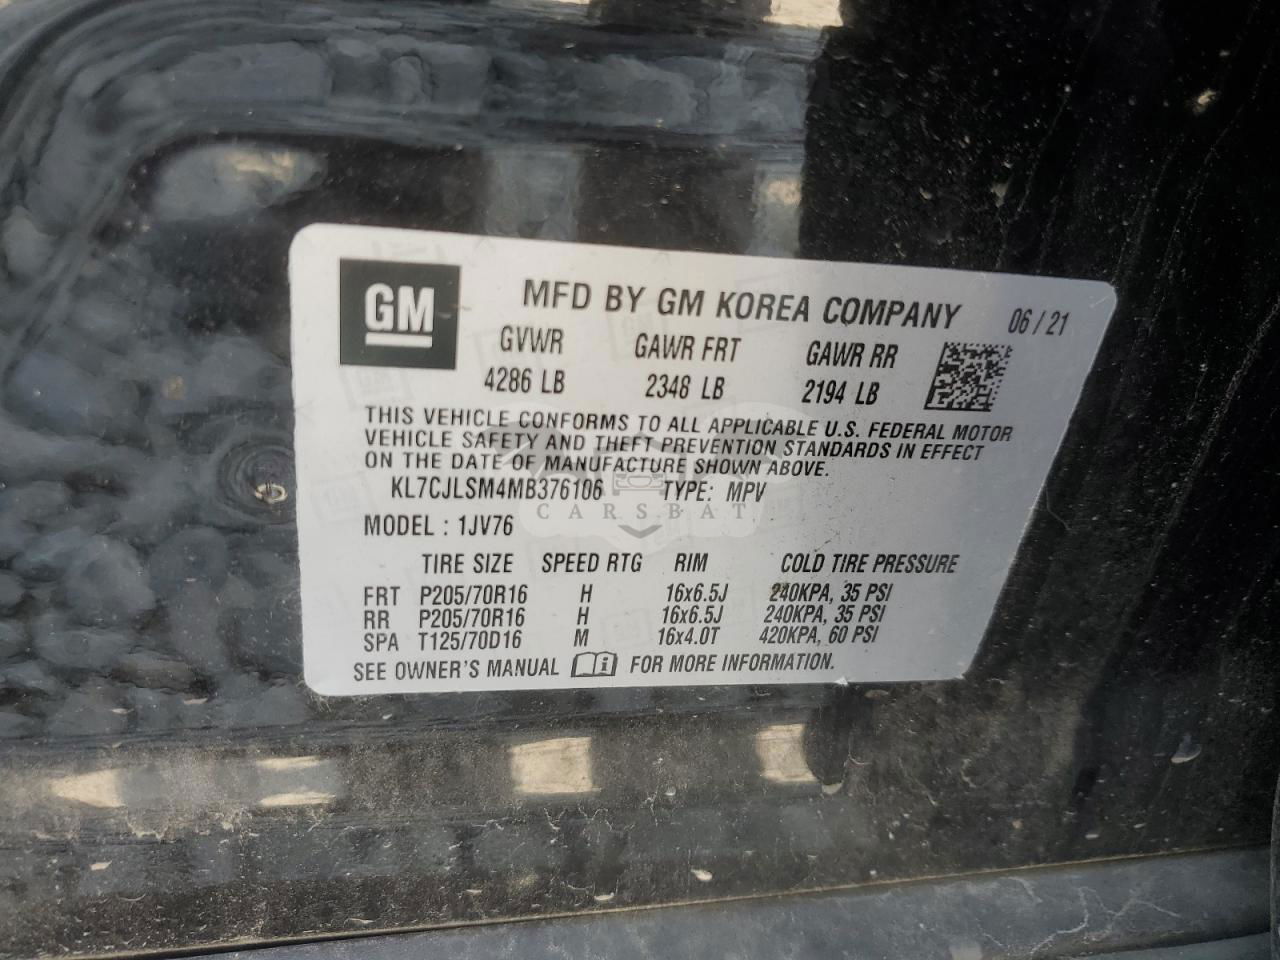 GM
MFD BY GM KOREA COMPANY 06/21
GVWR GAWR FRT GAWR RR
4286 LB 2348 LB 2194 LB
THIS VEHICLE CONFORMS TO ALL APPLICABLE U.S. FEDERAL MOTOR
VEHICLE SAFETY AND THEFT PREVENTION STANDARDS IN EFFECT
ON THE DATE OF MANUFACTURE SHOWN ABOVE.
KL7CJLSM4MB376106 TYPE: MPV
CARSBAT
MODEL : 1JV76
TIRE SIZE SPEED RTG RIM COLD TIRE PRESSURE
FRT P205/70R16 H 16x6.5J 240KPA, 35 PSI
RR P205/70R16 H 16x6.5J 240KPA, 35 PSI
SPA T125/70D16 M 16x4.0T 420KPA, 60 PSI
SEE OWNER'S MANUAL FOR MORE INFORMATION.